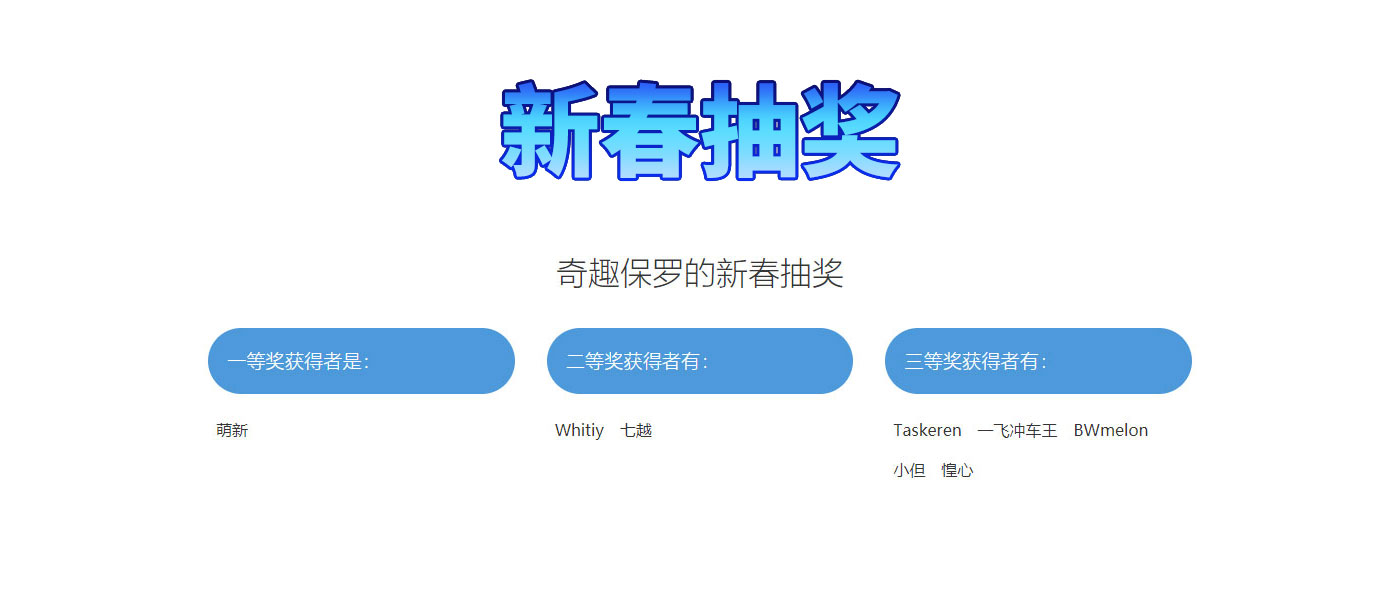 新春抽奖
奇趣保罗的新春抽奖
一等奖获得者是：
萌新
二等奖获得者有：
Whitiy 七越
三等奖获得者有：
Taskeren 一飞冲车王 BWmelon
小但 惶心